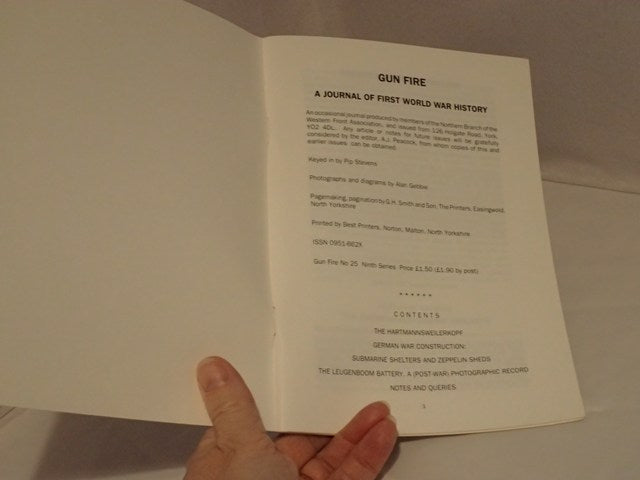 GUN FIRE
A JOURNAL OF FIRST WORLD WAR HISTORY
An occasional journal produced by members of the Northern Branch of the
Western Front Association, and issued from 126 Holgate Road, York,
YO2 4DL. Any article or notes for future issues will be gratefully
considered by the editor, A.J. Peacock, from whom copies of this and
earlier issues can be obtained.
Keyed in by Pip Stevens
Photographs and diagrams by Alan Gebbie
Pagemaking, pagination by G.H. Smith and Son, The Printers, Easingwold,
North Yorkshire
Printed by Best Printers, Norton, Malton, North Yorkshire
ISSN 0951-662X
Gun Fire No 25 Ninth Series Price £1.50 (£1.90 by post)
* * * * * *
CONTENTS
THE HARTMANNSWEILERKOPF
GERMAN WAR CONSTRUCTION:
SUBMARINE SHELTERS AND ZEPPELIN SHEDS
THE LEUGENBOOM BATTERY. A (POST-WAR) PHOTOGRAPHIC RECORD
NOTES AND QUERIES